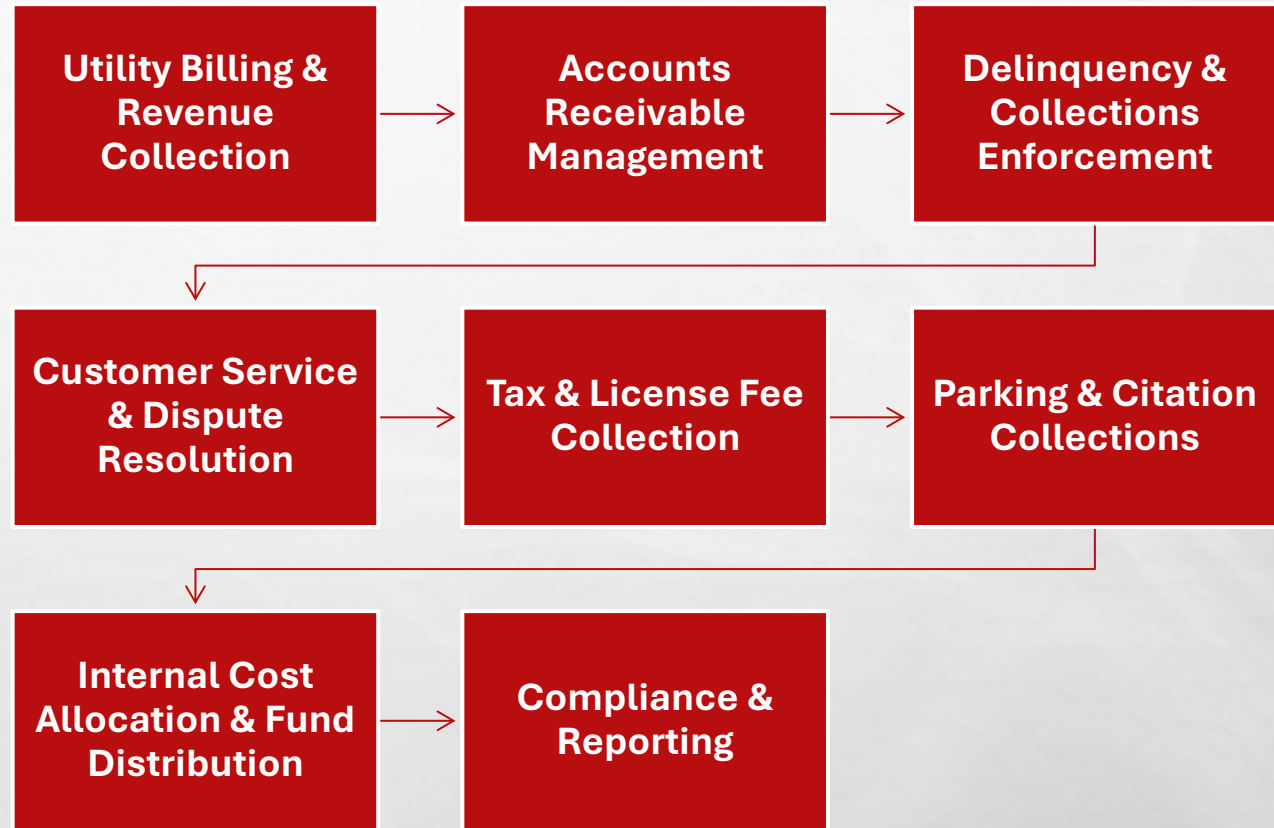 Utility Billing &
Revenue
Collection
Accounts
Receivable
Management
Delinquency &
Collections
Enforcement
Customer Service
& Dispute
Resolution
Tax & License Fee
Collection
Parking & Citation
Collections
Internal Cost
Allocation & Fund
Distribution
Compliance &
Reporting